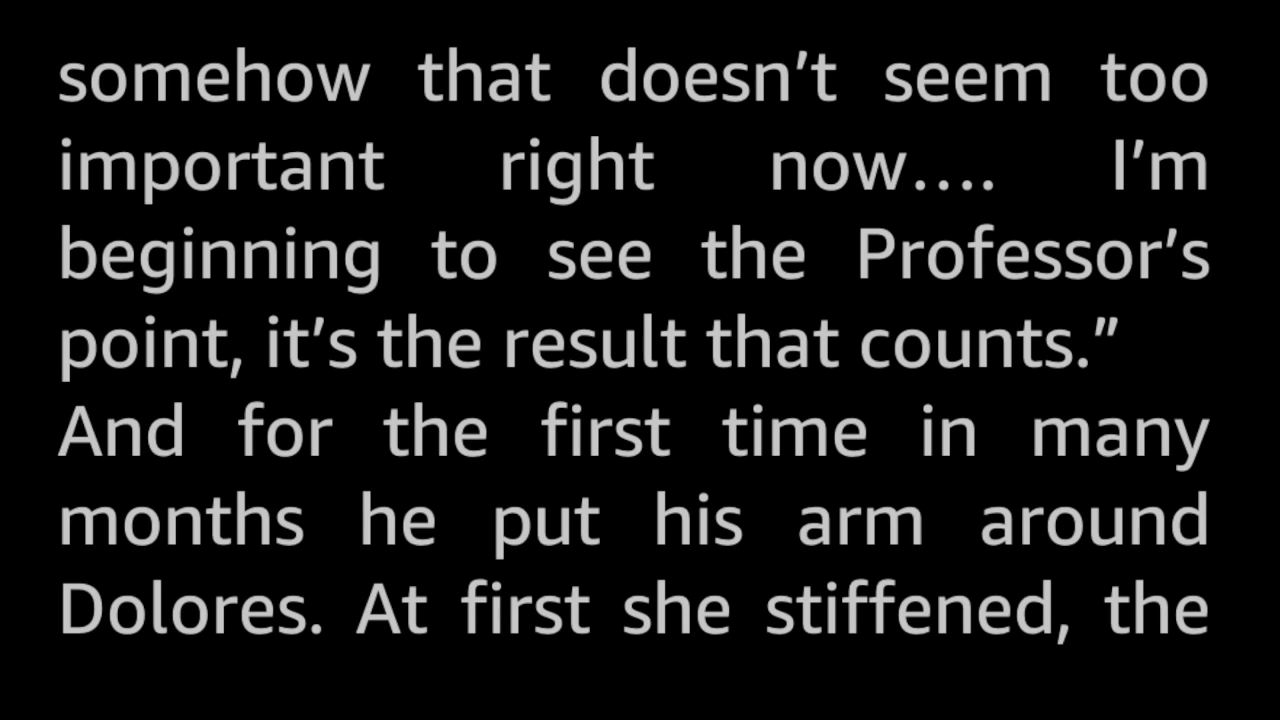 somehow that doesn’t seem too
important right now…. I’m
beginning to see the Professor’s
point, it’s the result that counts.”
And for the first time in many
months he put his arm around
Dolores. At first she stiffened, the